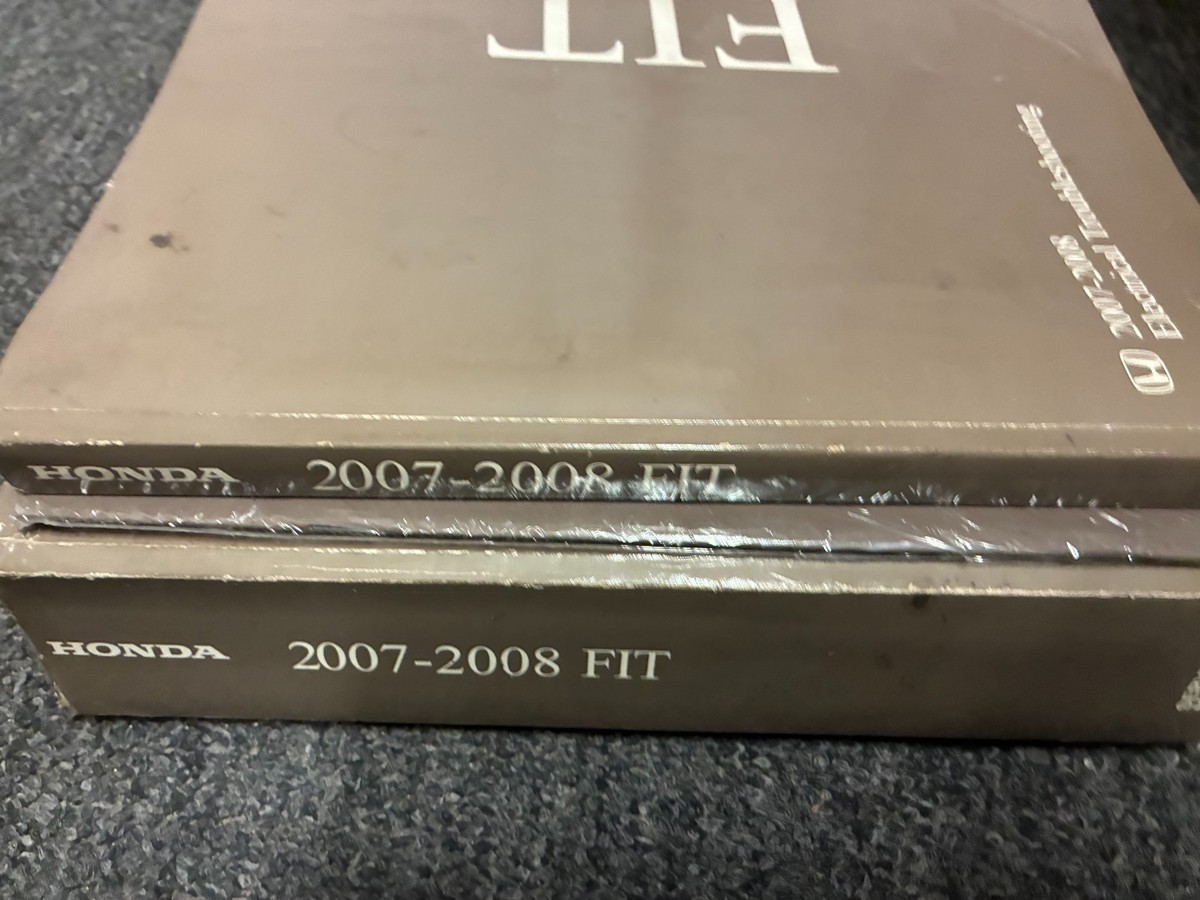 FIT
2007-2008
Electrical Troubleshooting
HONDA 2007-2008 FIT
HONDA 2007-2008 FIT